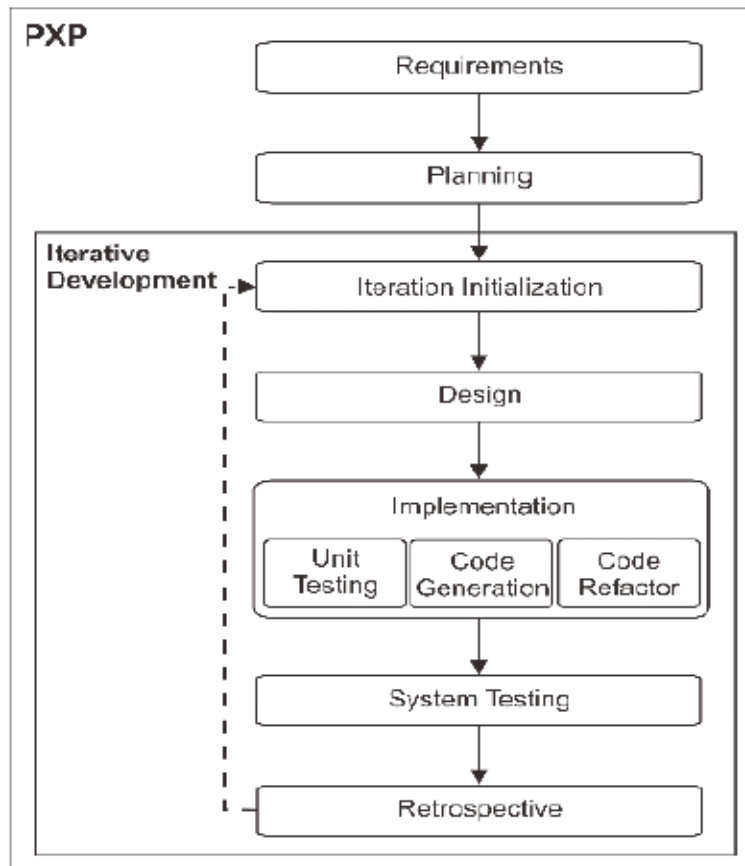 PXP
Requirements
Planning
Iterative
Development
Iteration Initialization
Design
Implementation
Unit
Testing
Code
Generation
Code
Refactor
System Testing
Retrospective